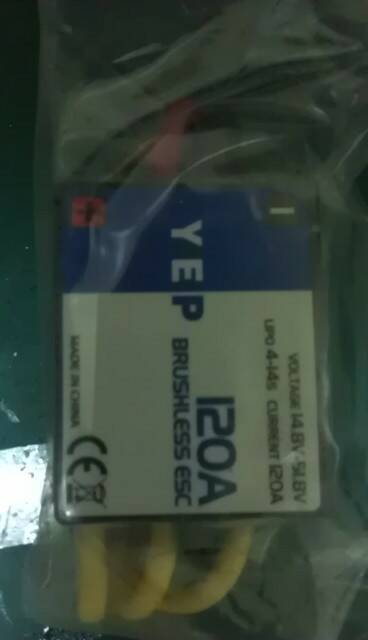 +
-
YEP
120A
BRUSHLESS ESC
VOLTAGE 14.8V-51.8V
LIPO 4-14S CURRENT 120A
MADE IN CHINA
CE